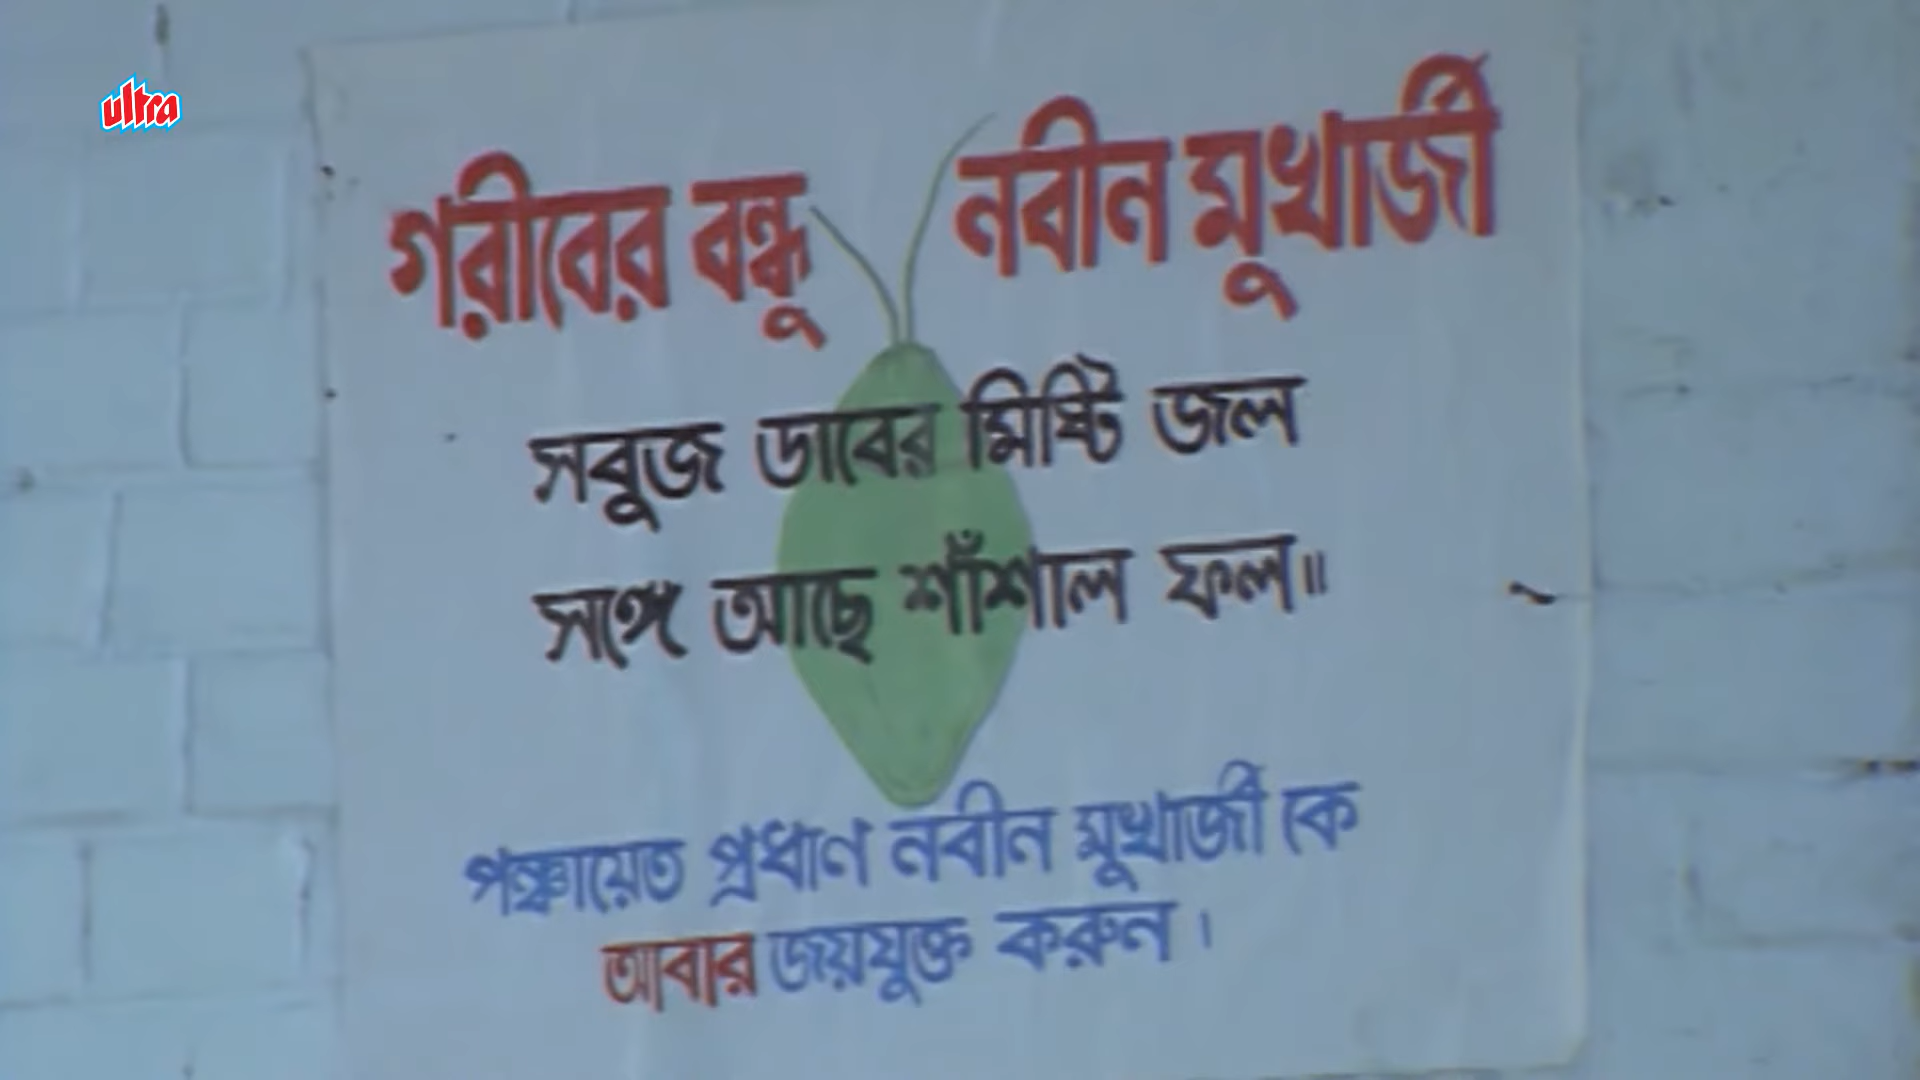 ultra
গরীবের বন্ধু নবীন মুখার্জী
সবুজ ডাবের মিষ্টি জল
সঙ্গে আছে শাঁশাল ফল॥
পঞ্চায়েত প্রধাণ নবীন মুখার্জী কে
আবার জয়যুক্ত করুন।